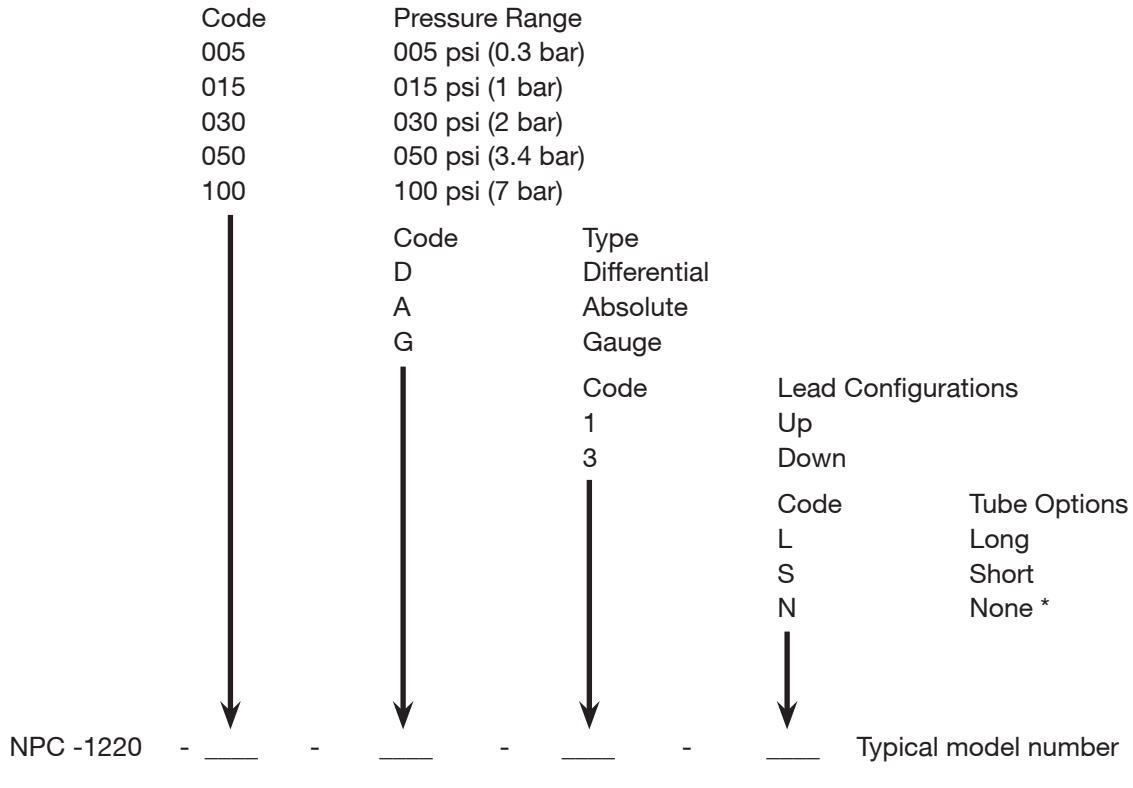 Code Pressure Range
005 005 psi (0.3 bar)
015 015 psi (1 bar)
030 030 psi (2 bar)
050 050 psi (3.4 bar)
100 100 psi (7 bar)
Code Type
D Differential
A Absolute
G Gauge
Code Lead Configurations
1 Up
3 Down
Code Tube Options
L Long
S Short
N None *
NPC -1220 - ____ - ____ - ____ - ____ Typical model number